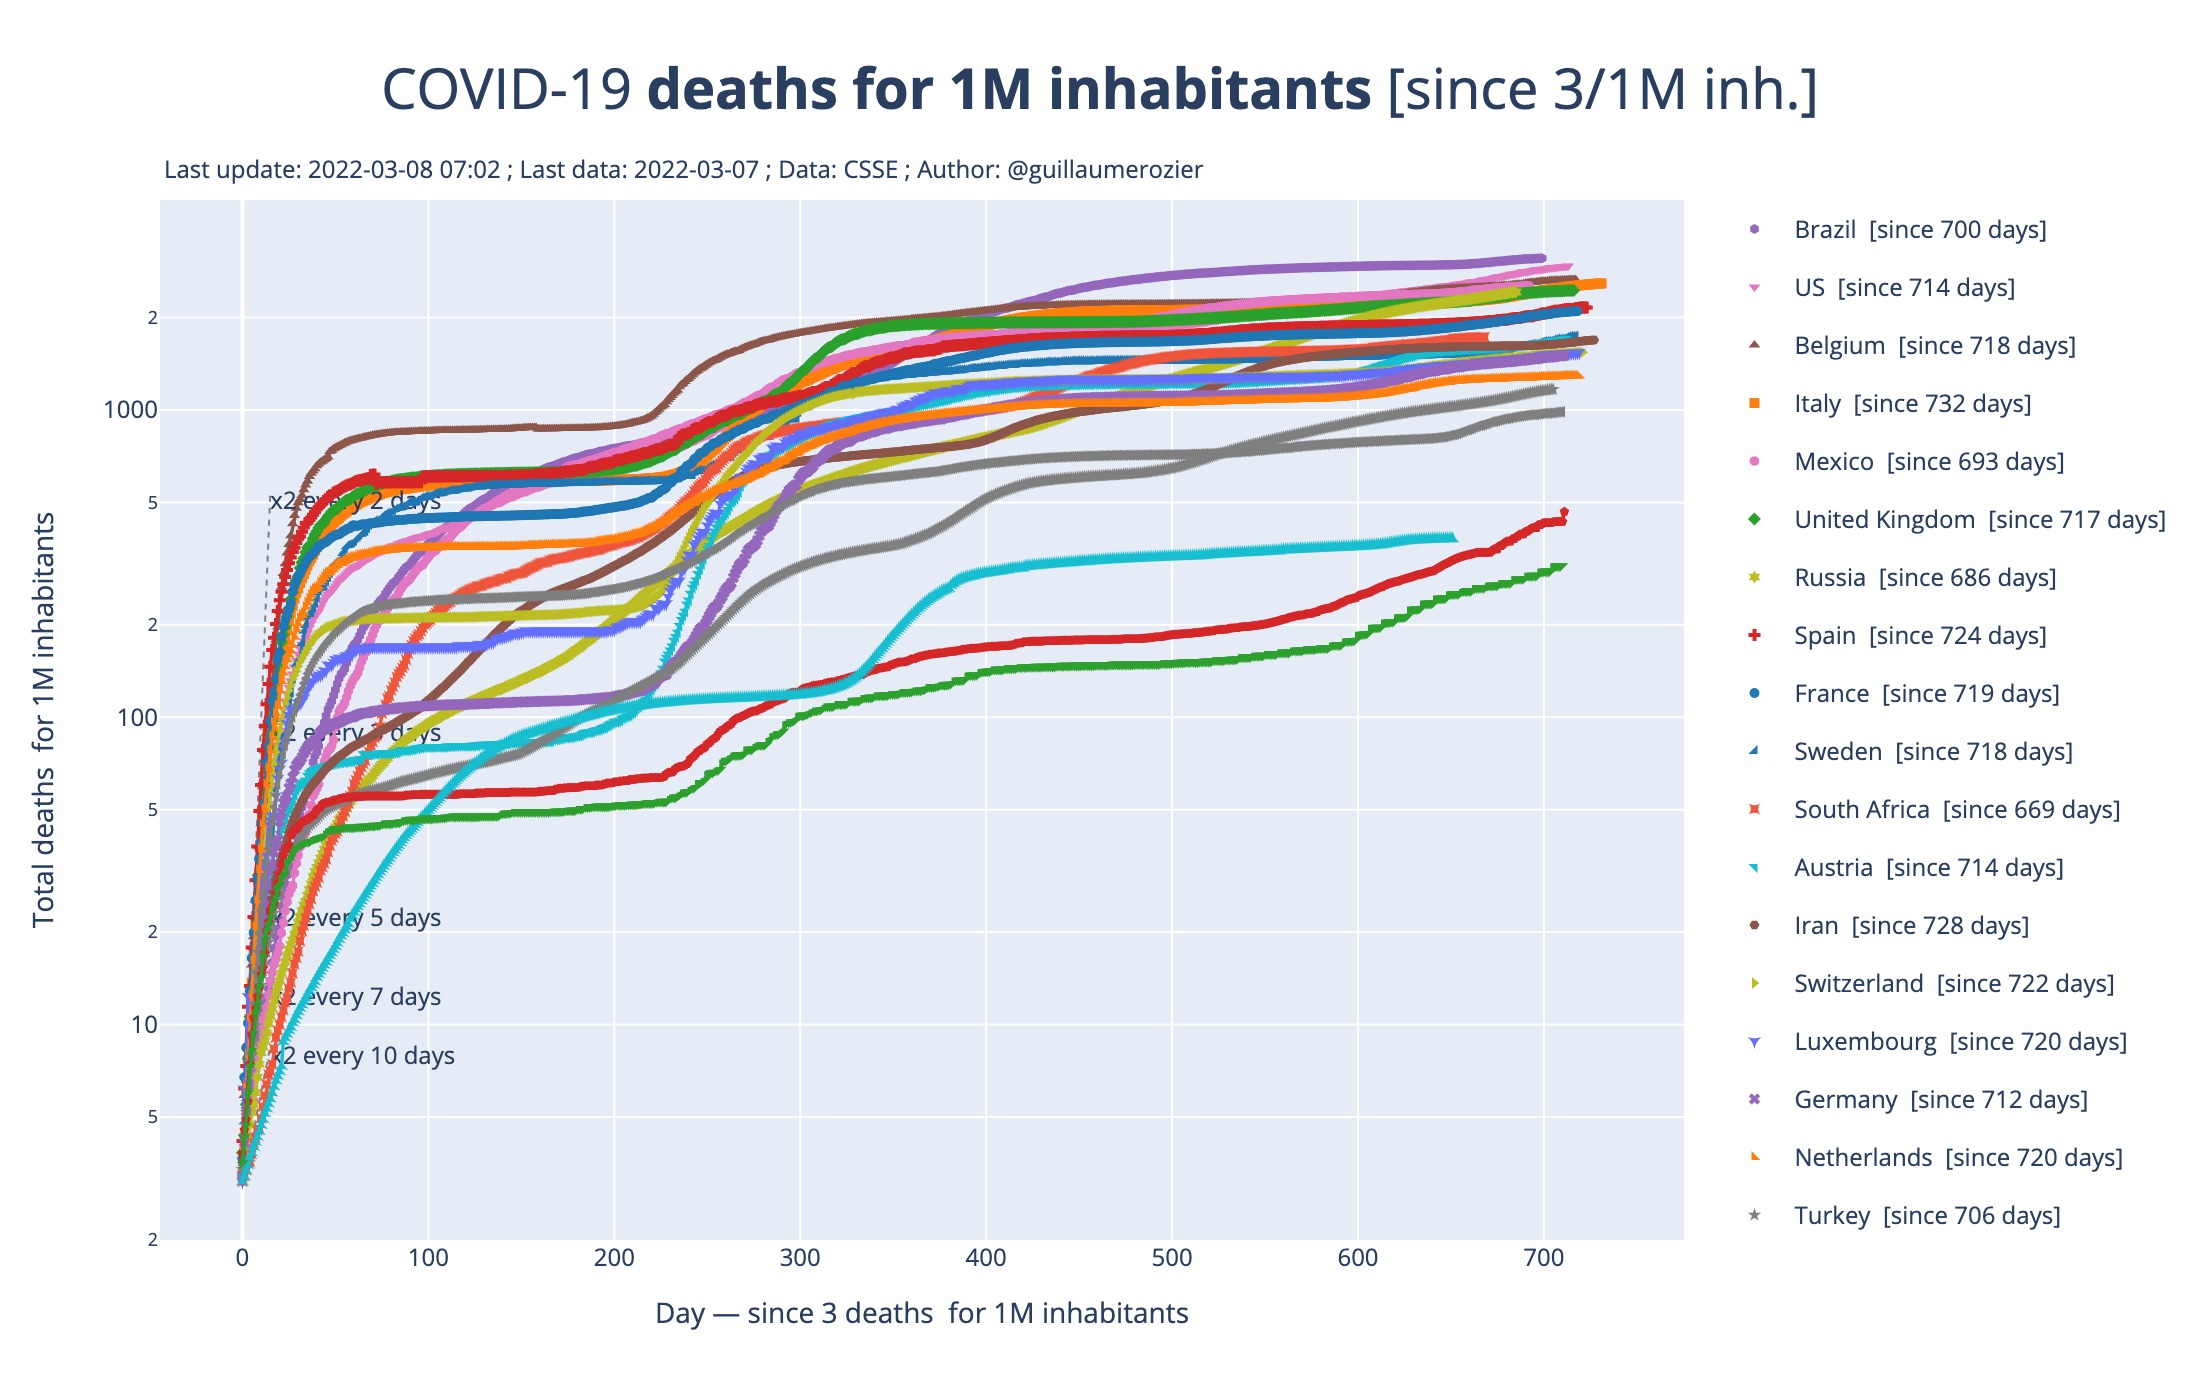 COVID-19 deaths for 1M inhabitants [since 3/1M inh.]
Last update: 2022-03-08 07:02 ; Last data: 2022-03-07 ; Data: CSSE ; Author: @guillaumerozier
Total deaths for 1M inhabitants
2
1000
5
2
100
5
2
10
5
2
x2 every 2 days
x2 every 3 days
x2 every 5 days
x2 every 7 days
x2 every 10 days
0 100 200 300 400 500 600 700
Day — since 3 deaths for 1M inhabitants
Brazil [since 700 days]
US [since 714 days]
Belgium [since 718 days]
Italy [since 732 days]
Mexico [since 693 days]
United Kingdom [since 717 days]
Russia [since 686 days]
Spain [since 724 days]
France [since 719 days]
Sweden [since 718 days]
South Africa [since 669 days]
Austria [since 714 days]
Iran [since 728 days]
Switzerland [since 722 days]
Luxembourg [since 720 days]
Germany [since 712 days]
Netherlands [since 720 days]
Turkey [since 706 days]